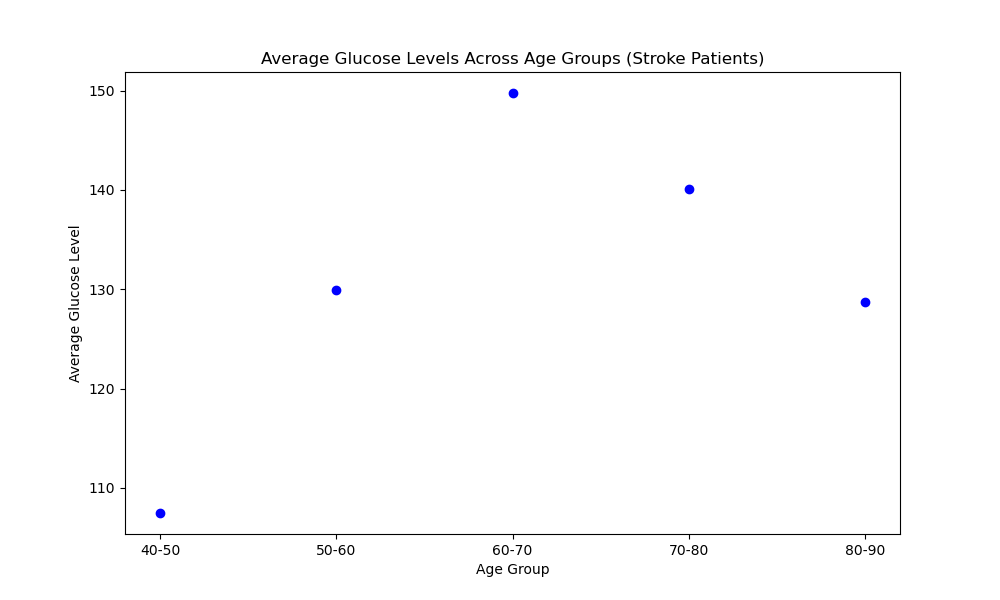 Average Glucose Levels Across Age Groups (Stroke Patients)
150
140
130
120
110
Average Glucose Level
40-50 50-60 60-70 70-80 80-90
Age Group